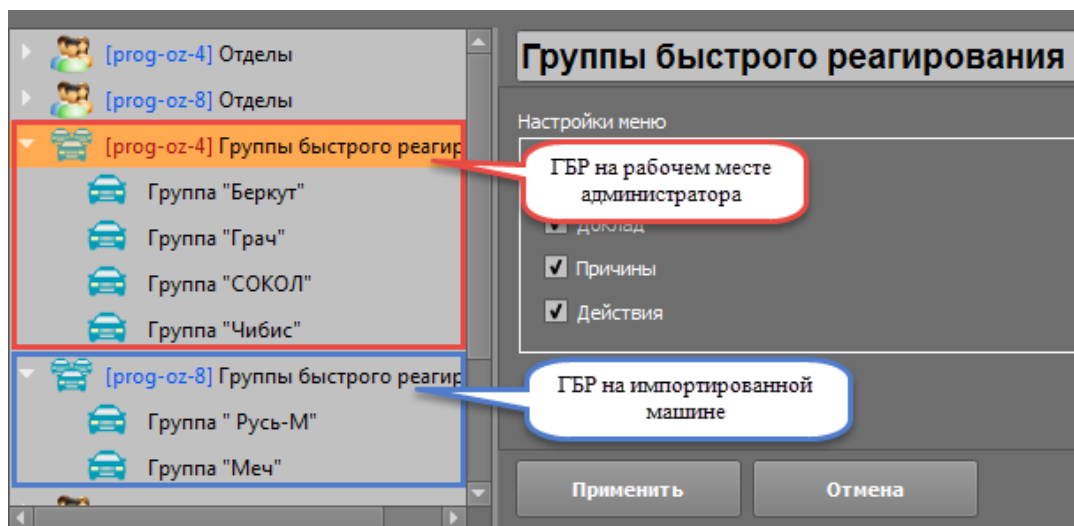 [prog-oz-4] Отделы
[prog-oz-8] Отделы
[prog-oz-4] Группы быстрого реагир
Группа "Беркут"
Группа "Грач"
Группа "СОКОЛ"
Группа "Чибис"
[prog-oz-8] Группы быстрого реагир
Группа " Русь-М"
Группа "Меч"
Группы быстрого реагирования
Настройки меню
ГБР на рабочем месте
администратора
Доклад
Причины
Действия
ГБР на импортированной
машине
Применить
Отмена